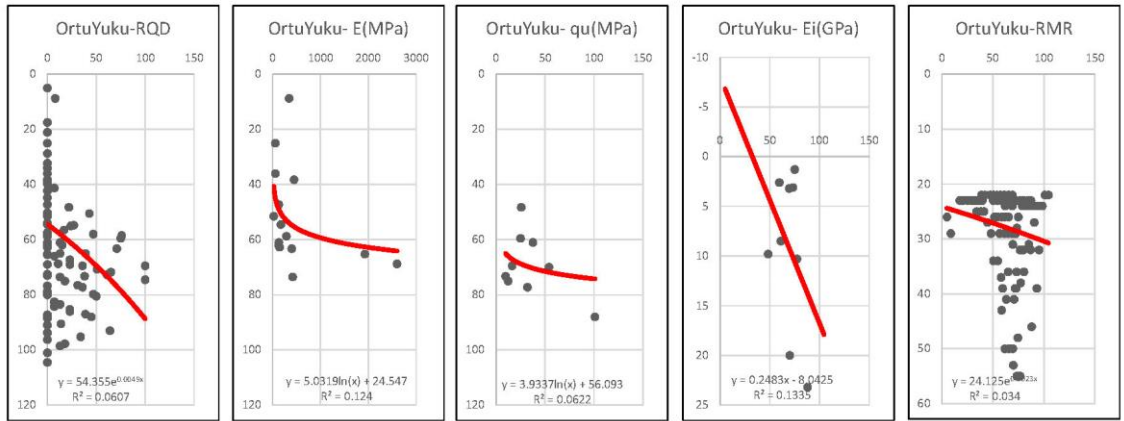 OrtuYuku-RQD
0 50 100 150
0
20
40
60
80
100
120
y = 54.355e^0.0049x
R² = 0.0607
OrtuYuku- E(MPa)
0 1000 2000 3000
0
20
40
60
80
100
120
y = 5.0319ln(x) + 24.547
R² = 0.124
OrtuYuku- qu(MPa)
0 50 100 150
0
20
40
60
80
100
120
y = 3.9337ln(x) + 56.093
R² = 0.0622
OrtuYuku- Ei(GPa)
-10
-5
0 50 100 150
0
5
10
15
20
25
y = 0.2483x - 8.0425
R² = 0.1335
OrtuYuku-RMR
0 50 100 150
0
10
20
30
40
50
60
y = 24.125e
R² = 0.034